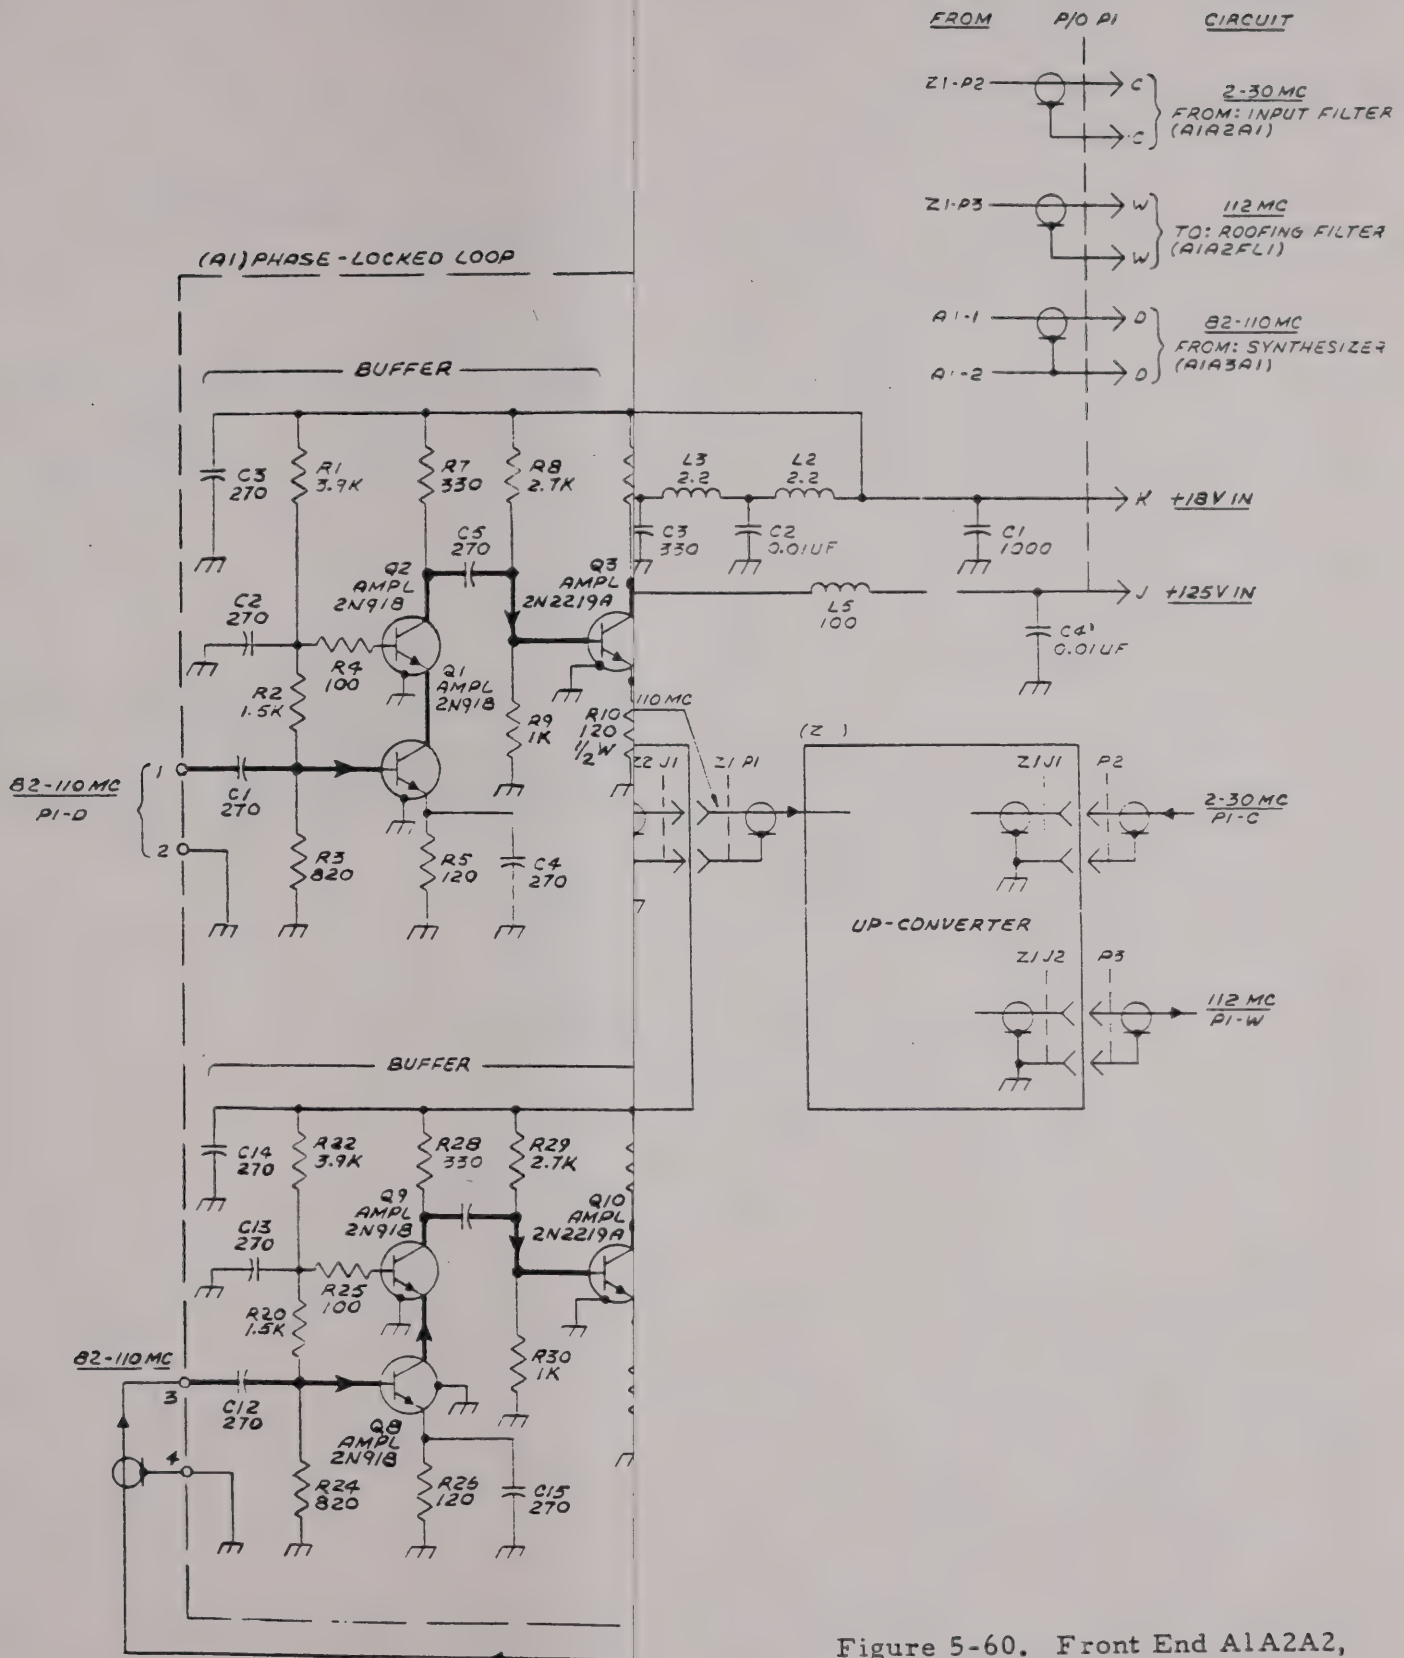 FROM P/O P1 CIRCUIT
Z1-P2 C
C
2-30 MC
FROM: INPUT FILTER
(A1A2A1)
Z1-P3 W
W
112 MC
TO: ROOFING FILTER
(A1A2FL1)
A1-1 D
A1-2 D
82-110 MC
FROM: SYNTHESIZER
(A1A3A1)
(A1) PHASE-LOCKED LOOP
BUFFER
C3
270
R1
3.9K
R7
330
R8
2.7K
L3
2.2
L2
2.2
K +18V IN
C3
330
C2
0.01UF
C1
1000
C5
270
Q2
AMPL
2N918
Q3
AMPL
2N2219A
J +125V IN
L5
100
C4
0.01UF
C2
270
R4
100
Q1
AMPL
2N918
R2
1.5K
R9
1K
R10
120
1/2 W
110 MC
(Z )
82-110 MC
P1-D
1
2
C1
270
R3
820
R5
120
C4
270
Z2 J1 Z1 P1
Z1J1 P2
2-30 MC
P1-C
UP-CONVERTER
Z1J2 P3
112 MC
P1-W
BUFFER
C14
270
R22
3.9K
R28
330
R29
2.7K
Q9
AMPL
2N918
Q10
AMPL
2N2219A
C13
270
R25
100
R20
1.5K
82-110 MC
3
C12
270
R30
1K
Q8
AMPL
2N918
4
R24
820
R26
120
C15
270
Figure 5-60. Front End A1A2A2,